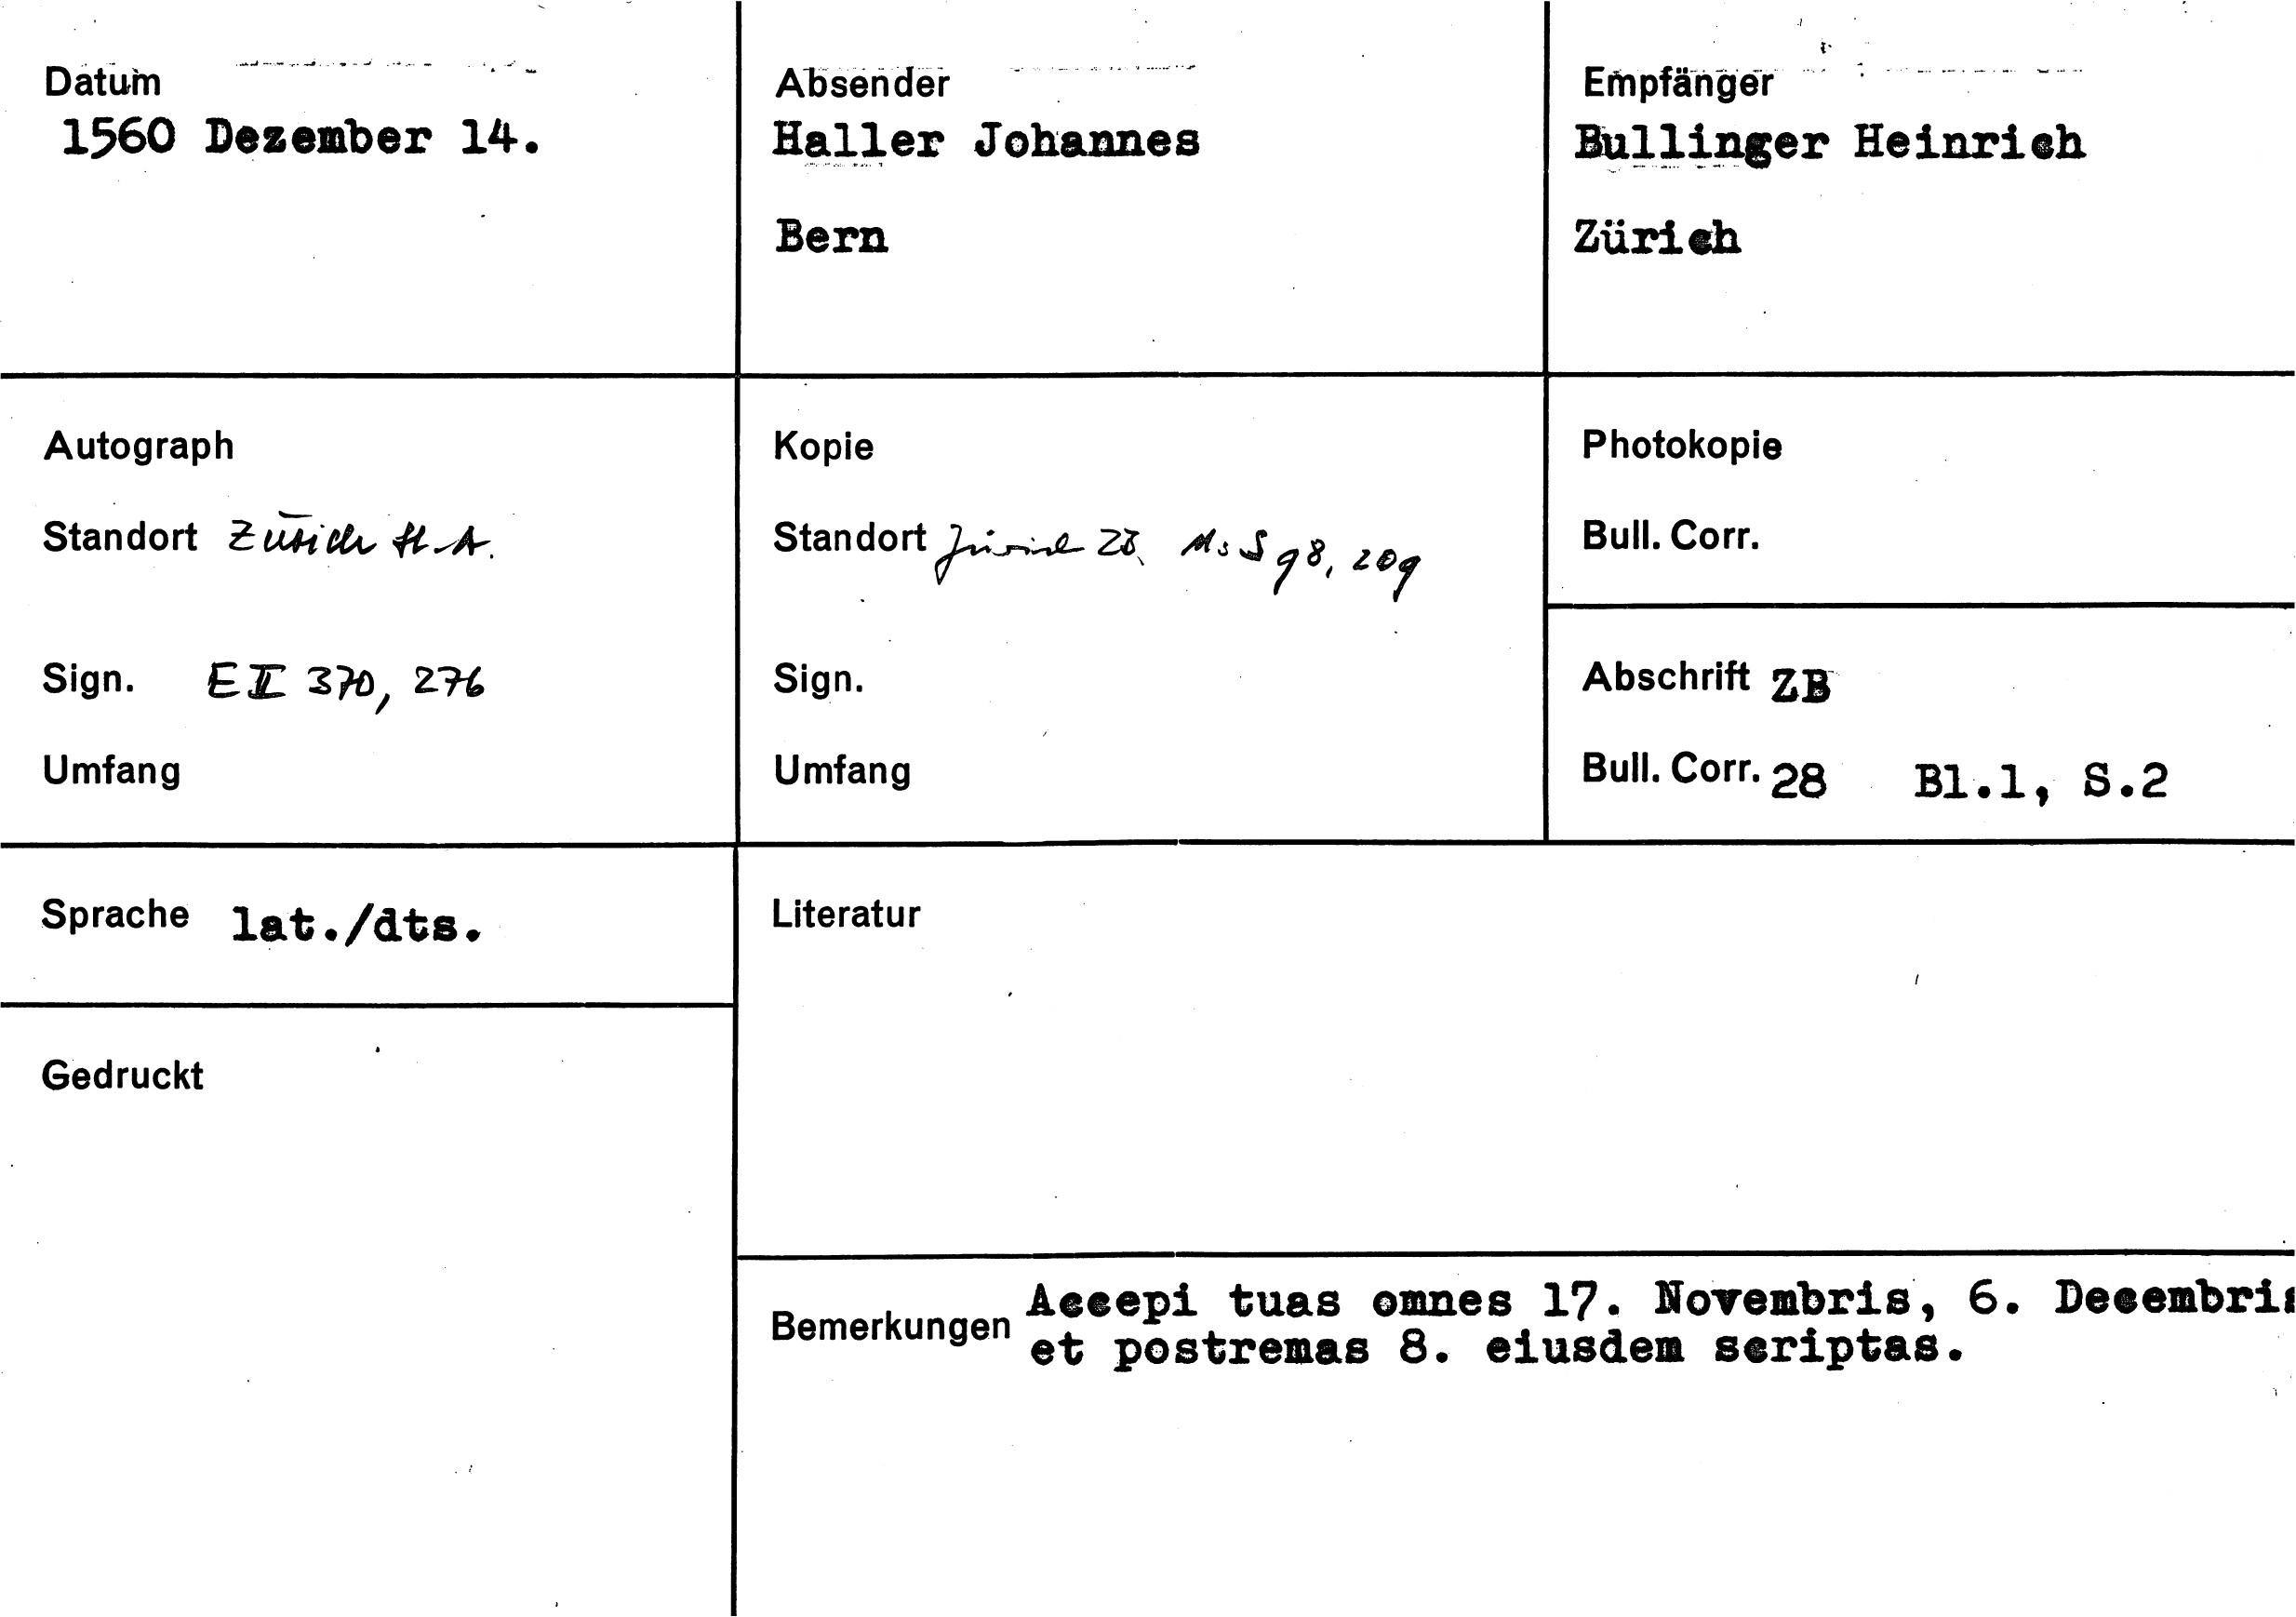 Datum
1560 Dezember 14.
Absender
Haller Johannes
Bern
Empfänger
Bullinger Heinrich
Zürich
Autograph
Standort Zürich St.A.
Sign. E II 370, 276
Umfang
Kopie
Standort Zürich ZB, Ms S 98, 209
Sign.
Umfang
Photokopie
Bull. Corr.
Abschrift ZB
Bull. Corr. 28 Bl.1, S.2
Sprache lat./dts.
Literatur
Gedruckt
Bemerkungen Accepi tuas omnes 17. Novembris, 6. Decembris
et postremas 8. eiusdem scriptas.